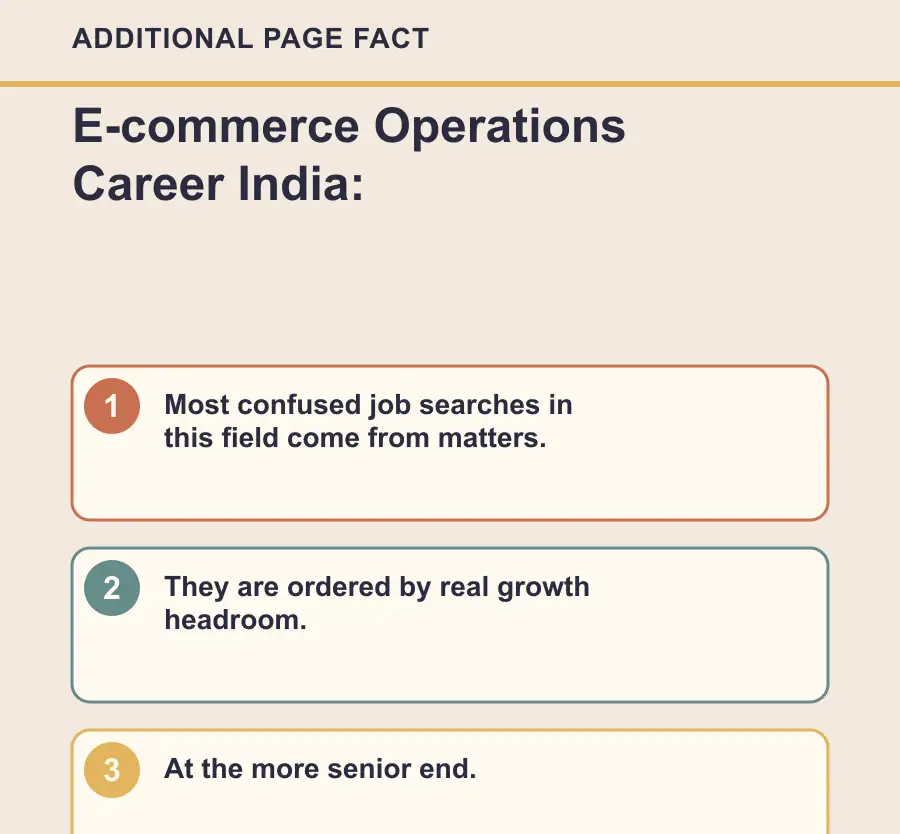 ADDITIONAL PAGE FACT
E-commerce Operations
Career India:
1
Most confused job searches in
this field come from matters.
2
They are ordered by real growth
headroom.
3
At the more senior end.